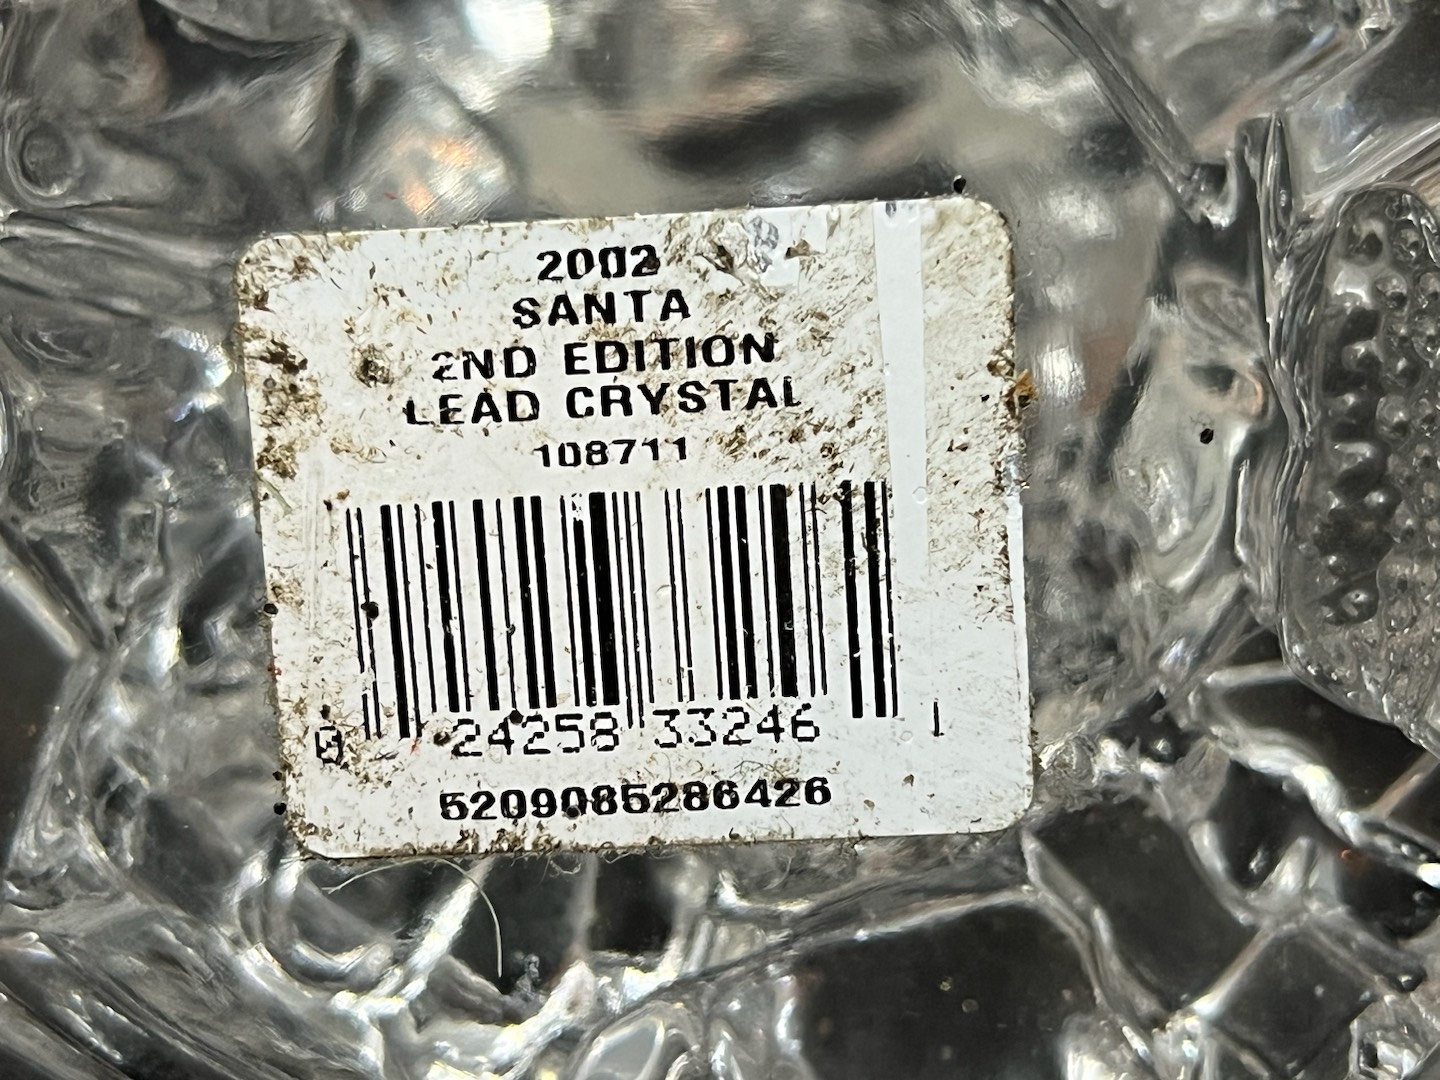 2002
SANTA
2ND EDITION
LEAD CRYSTAL
108711
0 24258 33246 1
5209085286426